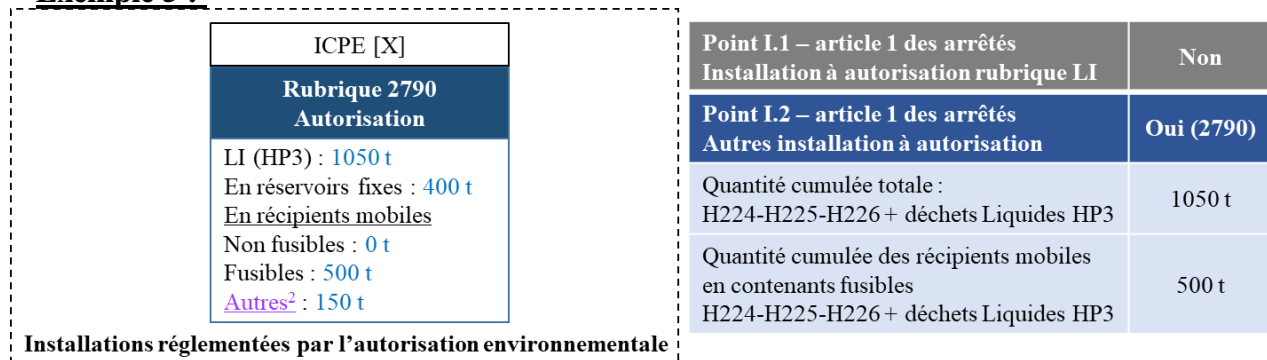 Exemple 3 :
ICPE [X]
Rubrique 2790
Autorisation
LI (HP3) : 1050 t
En réservoirs fixes : 400 t
En récipients mobiles
Non fusibles : 0 t
Fusibles : 500 t
Autres² : 150 t
Installations réglementées par l’autorisation environnementale
Point I.1 – article 1 des arrêtés
Installation à autorisation rubrique LI
Non
Point I.2 – article 1 des arrêtés
Autres installation à autorisation
Oui (2790)
Quantité cumulée totale :
H224-H225-H226 + déchets Liquides HP3
1050 t
Quantité cumulée des récipients mobiles
en contenants fusibles
H224-H225-H226 + déchets Liquides HP3
500 t